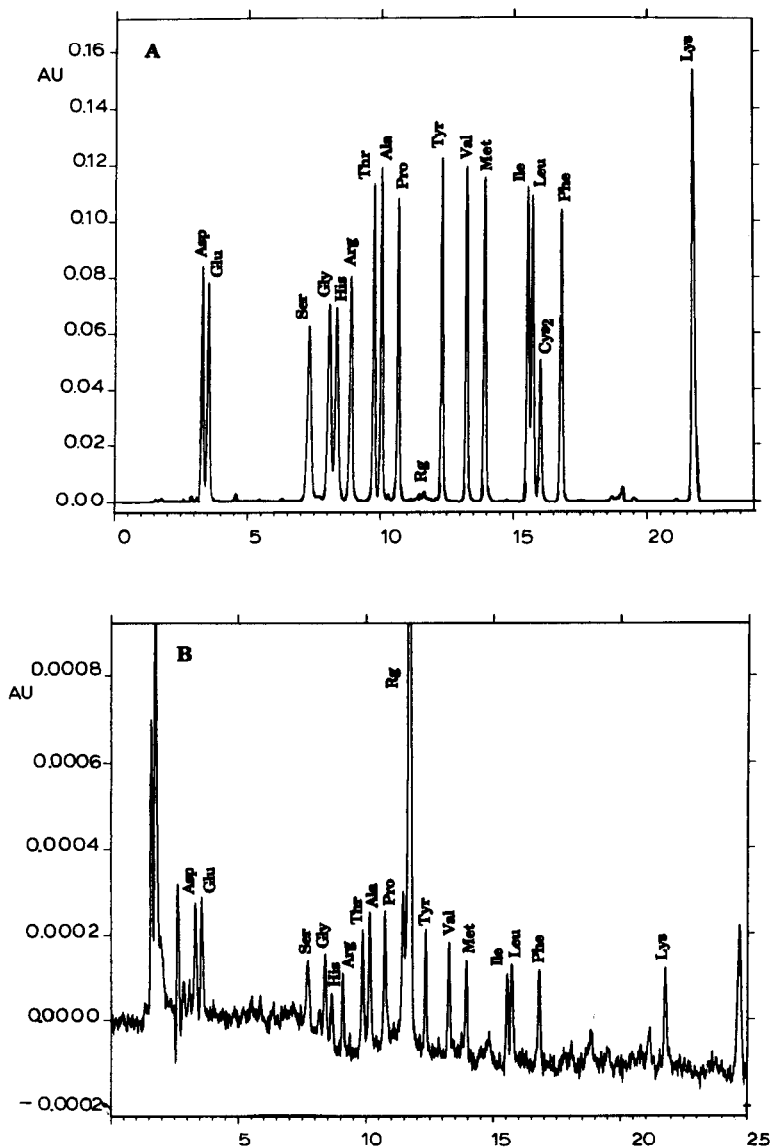 A
AU
0.16
0.14
0.12
0.10
0.08
0.06
0.04
0.02
0.00
Asp
Glu
Ser
Gly
His
Arg
Thr
Ala
Pro
Rg
Tyr
Val
Met
Ile
Leu
Cys2
Phe
Lys
0 5 10 15 20
B
AU
0.0008
0.0006
0.0004
0.0002
0.0000
-0.0002
Asp
Glu
Ser
Gly
His
Arg
Thr
Ala
Pro
Rg
Tyr
Val
Met
Ile
Leu
Phe
Lys
5 10 15 20 25